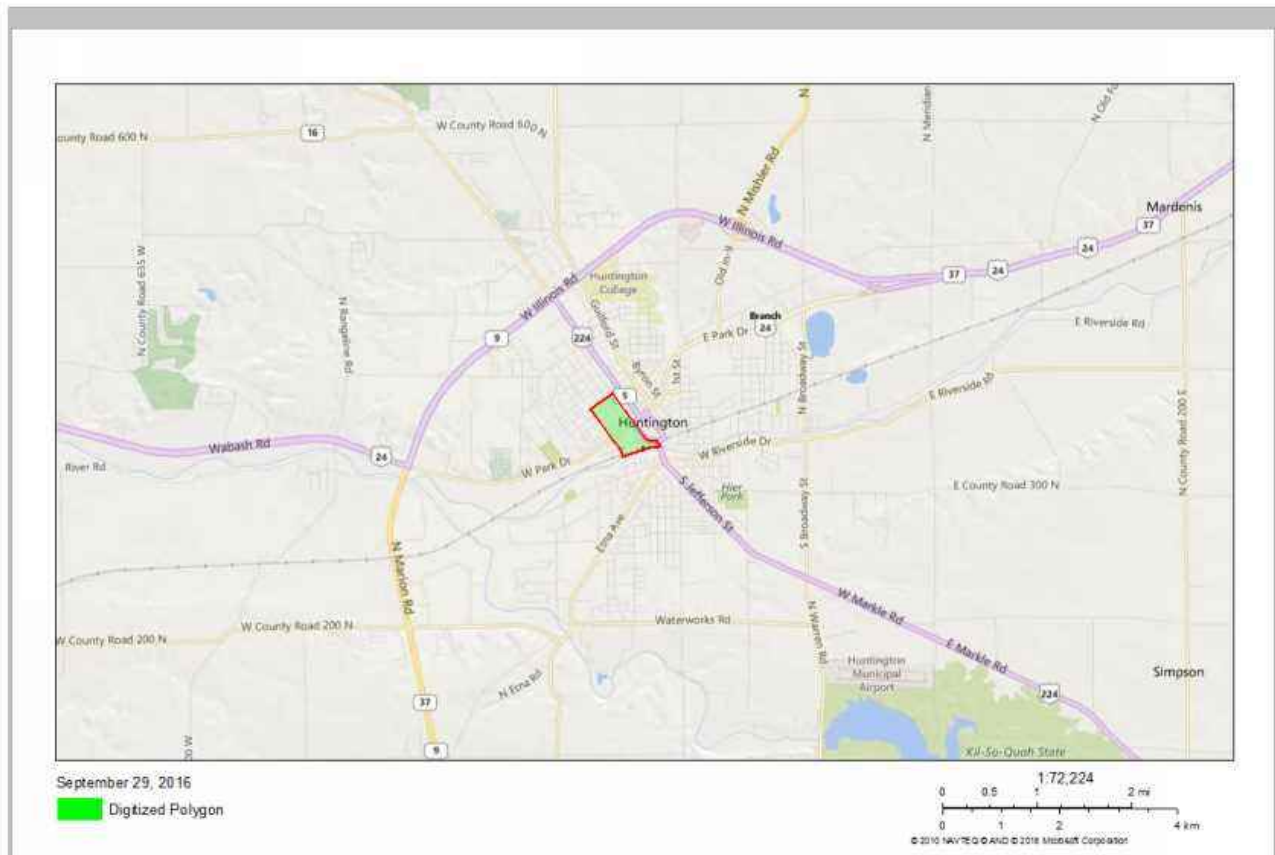 N
N Meridian
N Old Fo
ounty Road 600 N
16
W County Road 600 N
N Mishler Rd
Mardenis
37
W Illinois Rd
24
37
24
N County Road 635 W
Huntington
College
Old
W Illinois Rd
N Rangeline Rd
Guilford St
Branch
24
E Riverside Rd
9
224
E Park Dr
Byron St
1st St
N Broadway St
5
E Riverside Rd
N County Road 200 S
Huntington
Wabash Rd
24
W Riverside Dr
River Rd
W Park Dr
Hier
Park
E County Road 300 N
S Jefferson St
S Broadway St
Etna Ave
N Marion Rd
W Markle Rd
W County Road 200 N
W County Road 200 N
Waterworks Rd
N Warren Rd
E Markle Rd
Huntington
Municipal
Airport
Simpson
N Etna Rd
224
37
00 W
9
Kil-So-Quah State
September 29, 2016
Digitized Polygon
1:72,224
0 0.5 1 2 mi
0 1 2 4 km
© 2010 NAVTEQ © AND © 2016 Microsoft Corporation